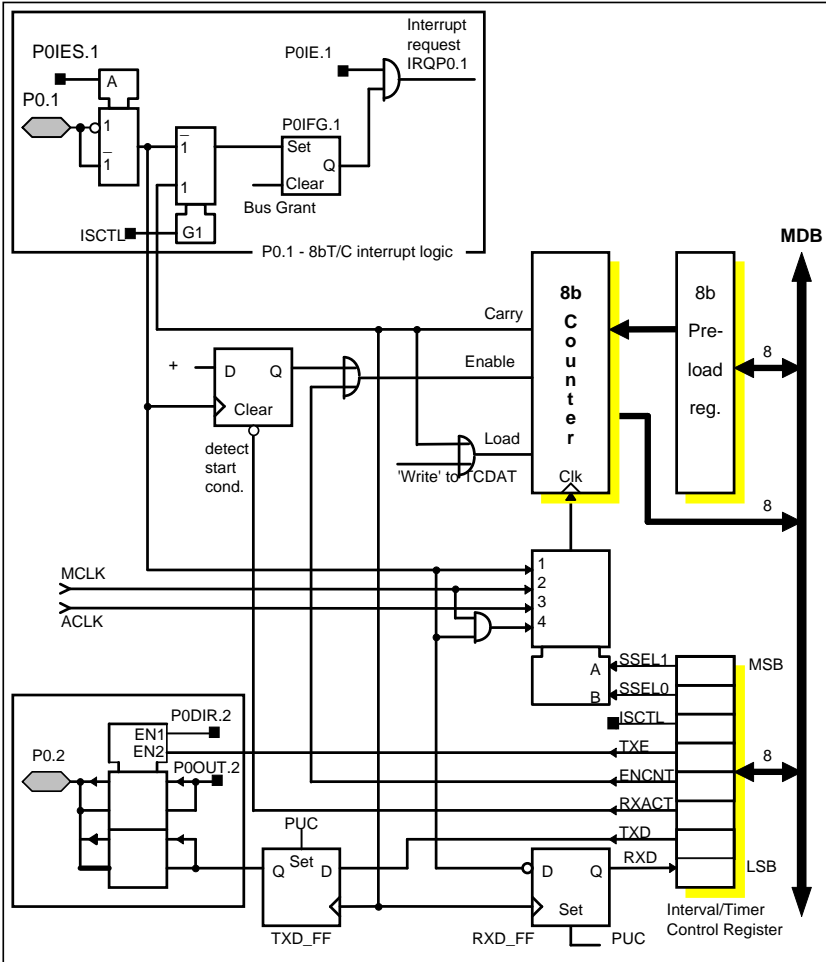 Interrupt
request
IRQP0.1
P0IE.1
P0IES.1
A
P0.1
1
1
1
1
P0IFG.1
Set
Q
Clear
Bus Grant
ISCTL
G1
P0.1 - 8bT/C interrupt logic
MDB
8b
Counter
8b
Pre-
load
reg.
8
8
Carry
Enable
Load
'Write' to TCDAT
Clk
+
D
Q
Clear
detect
start
cond.
MCLK
ACLK
1
2
3
4
A
B
SSEL1
SSEL0
ISCTL
TXE
ENCNT
RXACT
TXD
RXD
MSB
LSB
8
Interval/Timer
Control Register
P0DIR.2
EN1
EN2
P0.2
P0OUT.2
PUC
Set
Q
D
TXD_FF
D
Q
Set
RXD_FF
PUC